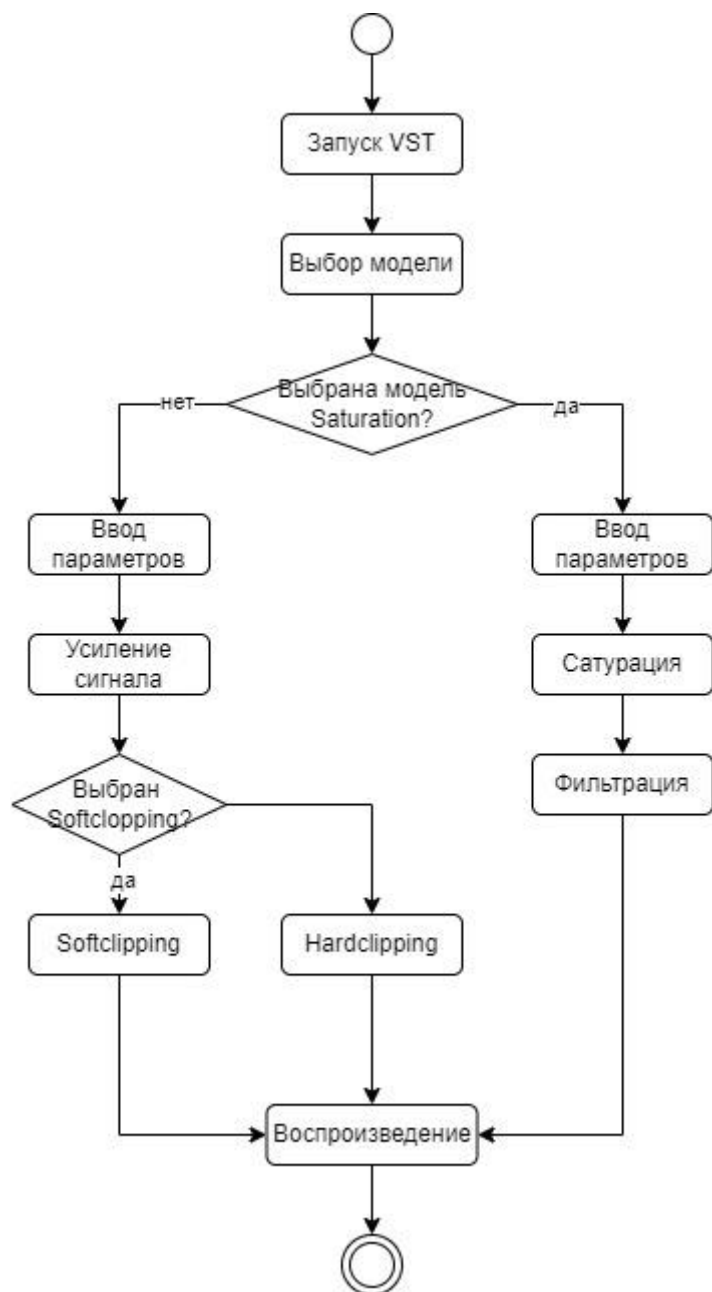 Запуск VST
Выбор модели
Выбрана модель
Saturation?
нет
да
Ввод
параметров
Ввод
параметров
Усиление
сигнала
Сатурация
Выбран
Softclopping?
Фильтрация
да
Softclipping
Hardclipping
Воспроизведение